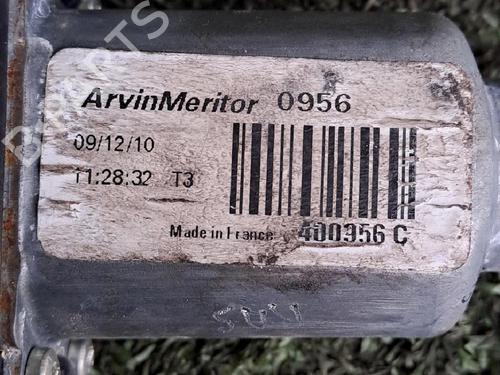 ArvinMeritor 0956
09/12/10
11:28:32 T3
Made in France 400956 C